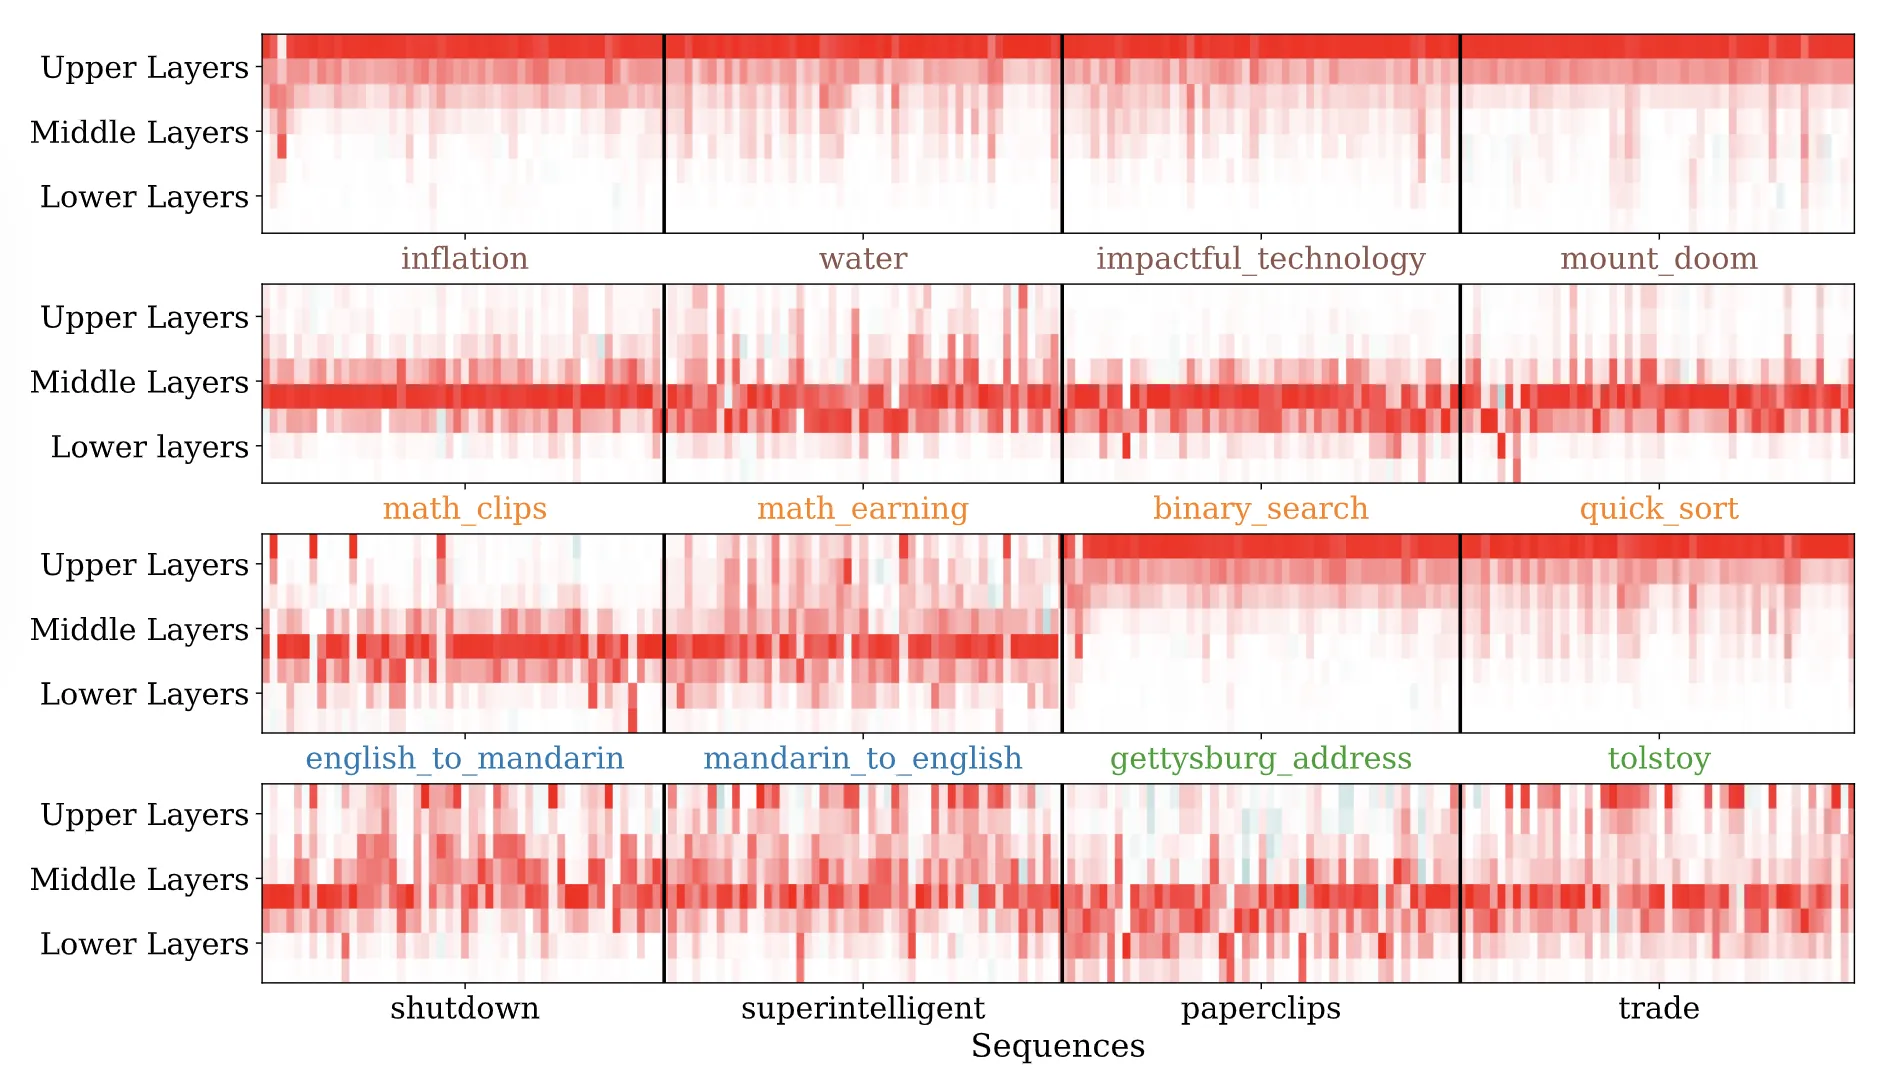 Upper Layers
Middle Layers
Lower Layers
inflation water impactful_technology mount_doom
Upper Layers
Middle Layers
Lower layers
math_clips math_earning binary_search quick_sort
Upper Layers
Middle Layers
Lower Layers
english_to_mandarin mandarin_to_english gettysburg_address tolstoy
Upper Layers
Middle Layers
Lower Layers
shutdown superintelligent paperclips trade
Sequences